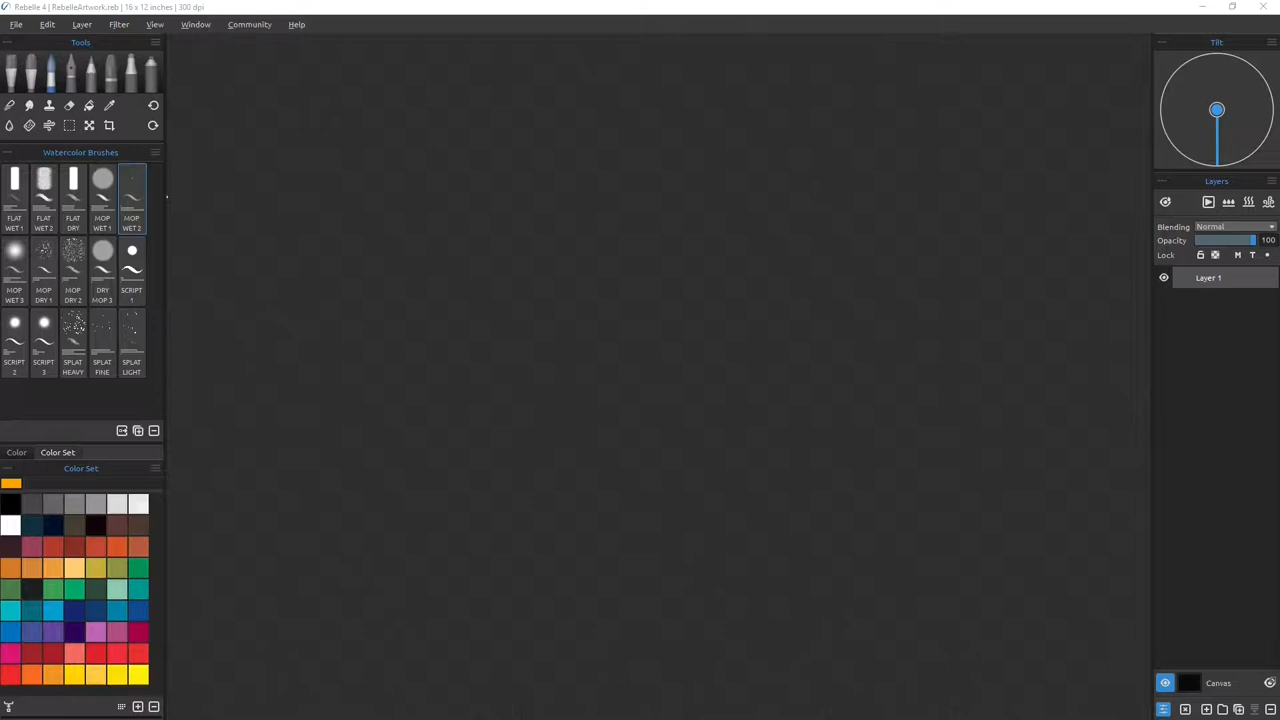 Rebelle 4 | RebelleArtwork.reb | 16 x 12 inches | 300 dpi
File Edit Layer Filter View Window Community Help
Tools
Watercolor Brushes
FLAT WET 1
FLAT WET 2
FLAT DRY
MOP WET 1
MOP WET 2
MOP WET 3
MOP DRY 1
MOP DRY 2
DRY MOP 3
SCRIPT 1
SCRIPT 2
SCRIPT 3
SPLAT HEAVY
SPLAT FINE
SPLAT LIGHT
Color Color Set
Color Set
Tilt
Layers
Blending Normal
Opacity 100
Lock M T
Layer 1
Canvas